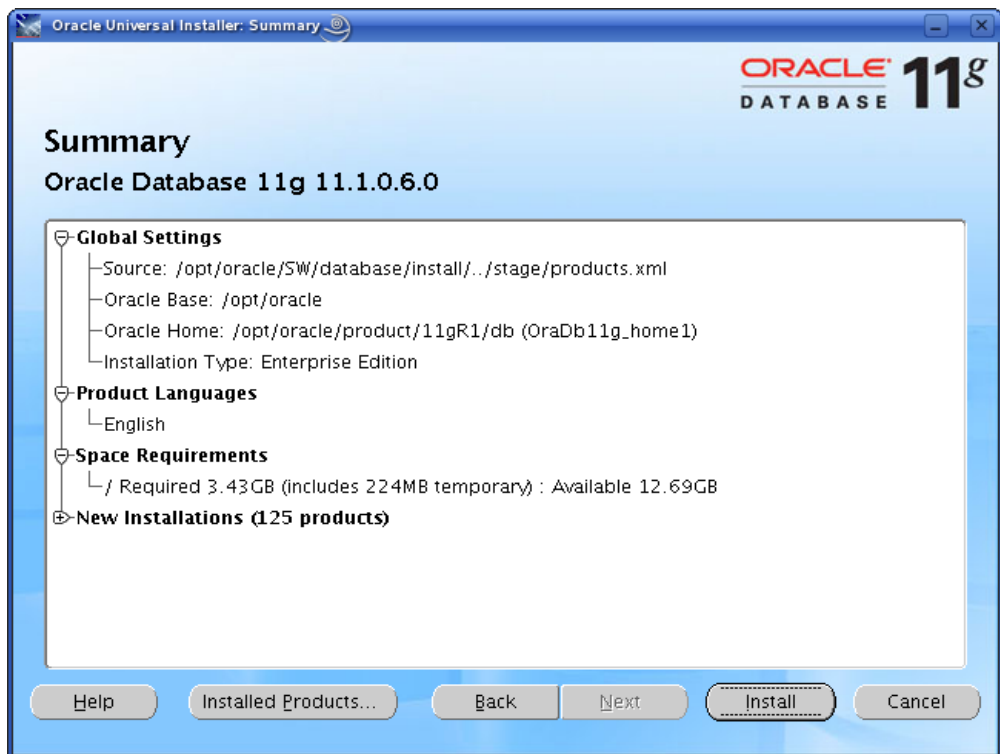 Oracle Universal Installer: Summary
ORACLE 11g
DATABASE
Summary
Oracle Database 11g 11.1.0.6.0
Global Settings
Source: /opt/oracle/SW/database/install/../stage/products.xml
Oracle Base: /opt/oracle
Oracle Home: /opt/oracle/product/11gR1/db (OraDb11g_home1)
Installation Type: Enterprise Edition
Product Languages
English
Space Requirements
/ Required 3.43GB (includes 224MB temporary) : Available 12.69GB
New Installations (125 products)
Help Installed Products... Back Next Install Cancel